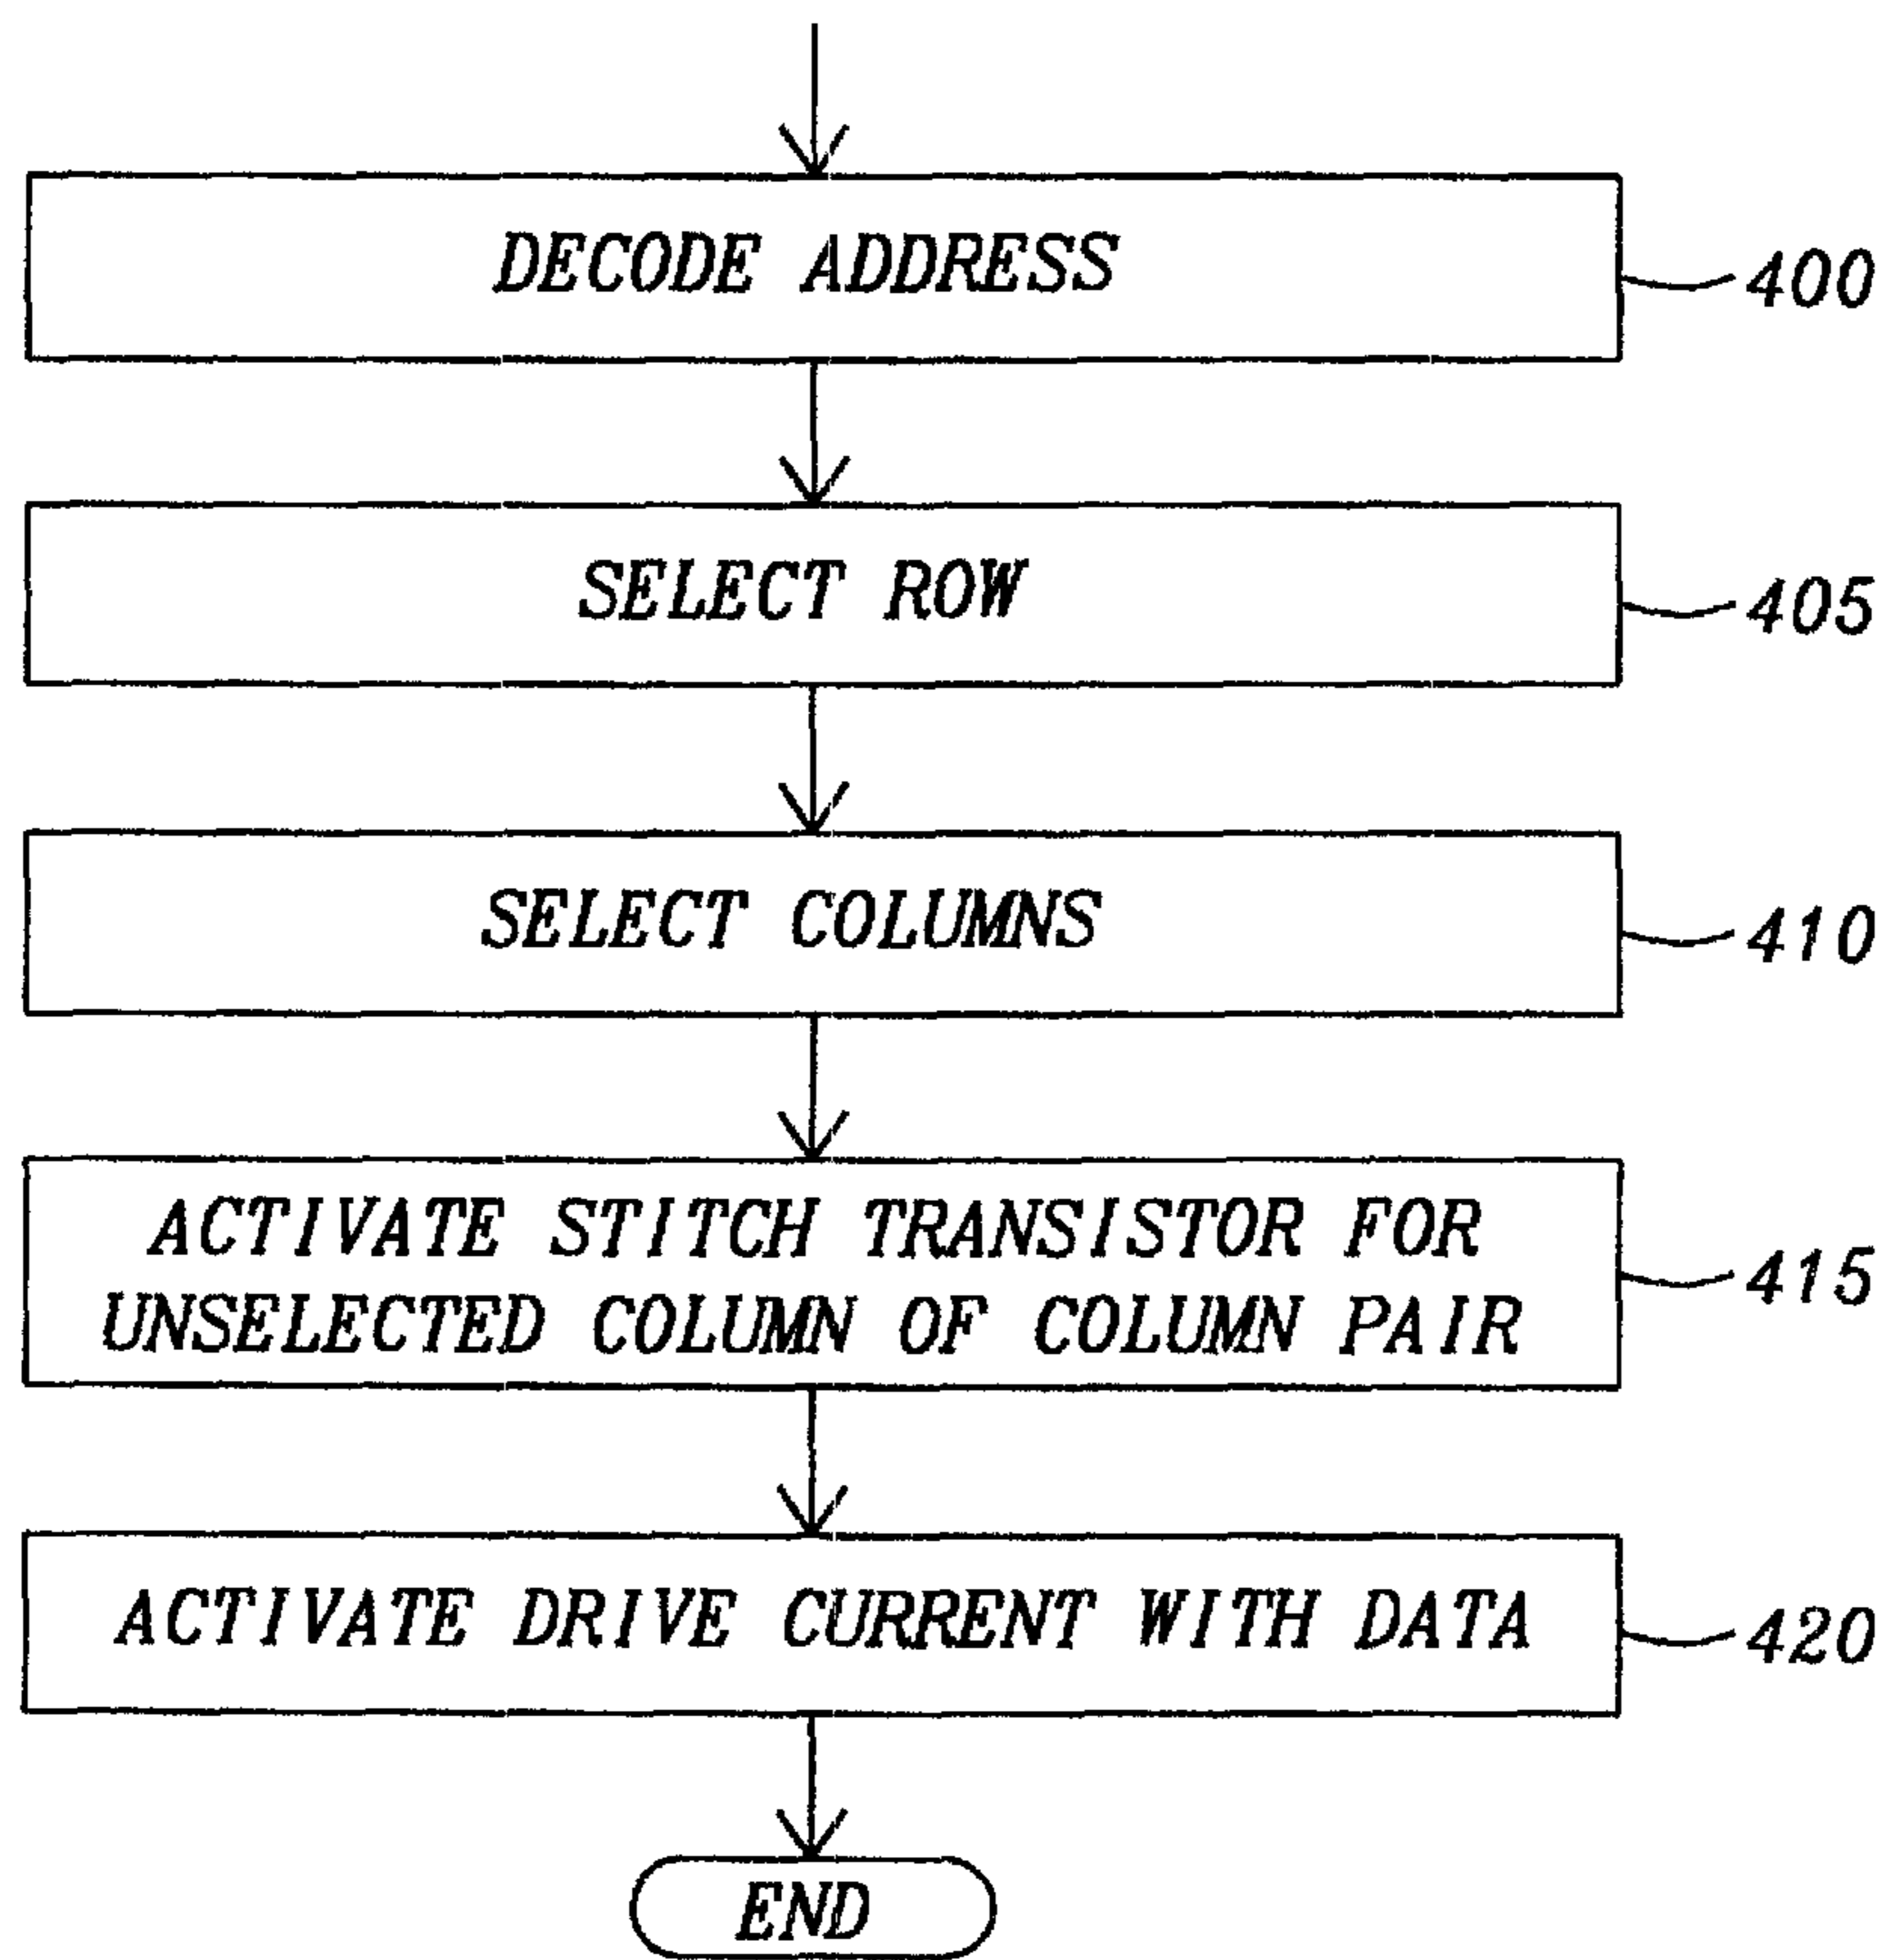 DECODE ADDRESS
400
SELECT ROW
405
SELECT COLUMNS
410
ACTIVATE STITCH TRANSISTOR FOR
UNSELECTED COLUMN OF COLUMN PAIR
415
ACTIVATE DRIVE CURRENT WITH DATA
420
END